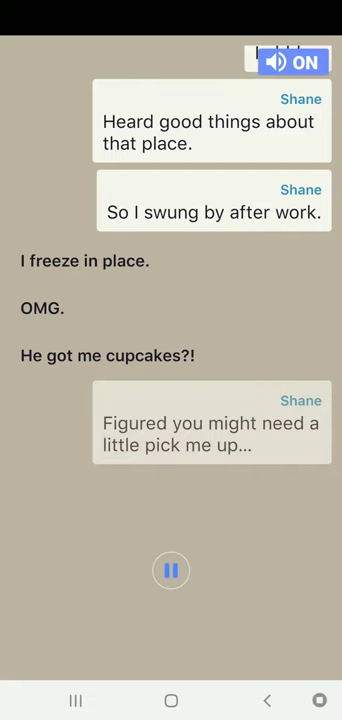 ON
Shane
Heard good things about
that place.
Shane
So I swung by after work.
I freeze in place.
OMG.
He got me cupcakes?!
Shane
Figured you might need a
little pick me up...